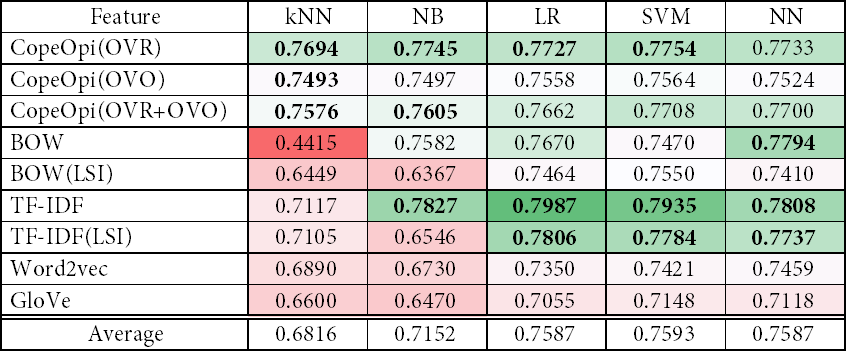 Feature kNN NB LR SVM NN
CopeOpi(OVR) 0.7694 0.7745 0.7727 0.7754 0.7733
CopeOpi(OVO) 0.7493 0.7497 0.7558 0.7564 0.7524
CopeOpi(OVR+OVO) 0.7576 0.7605 0.7662 0.7708 0.7700
BOW 0.4415 0.7582 0.7670 0.7470 0.7794
BOW(LSI) 0.6449 0.6367 0.7464 0.7550 0.7410
TF-IDF 0.7117 0.7827 0.7987 0.7935 0.7808
TF-IDF(LSI) 0.7105 0.6546 0.7806 0.7784 0.7737
Word2vec 0.6890 0.6730 0.7350 0.7421 0.7459
GloVe 0.6600 0.6470 0.7055 0.7148 0.7118
Average 0.6816 0.7152 0.7587 0.7593 0.7587